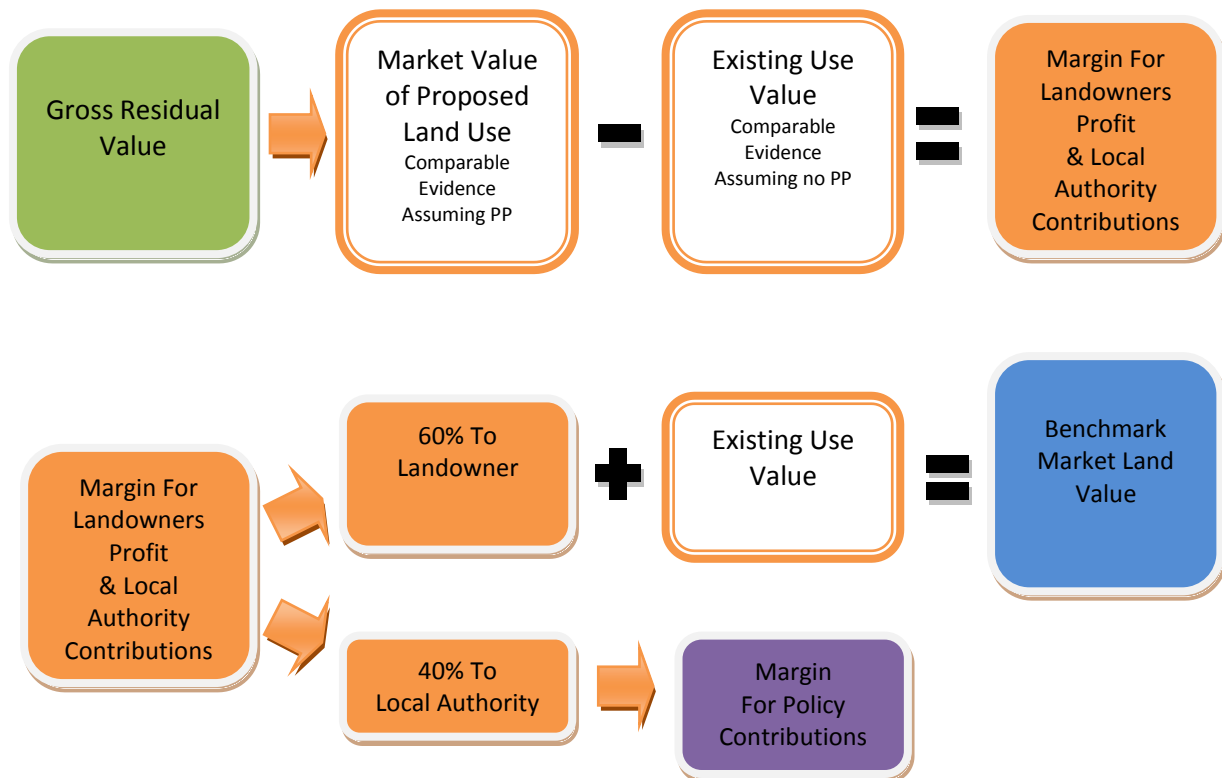 Gross Residual
Value
Market Value
of Proposed
Land Use
Comparable
Evidence
Assuming PP
Existing Use
Value
Comparable
Evidence
Assuming no PP
Margin For
Landowners
Profit
& Local
Authority
Contributions
Margin For
Landowners
Profit
& Local
Authority
Contributions
60% To
Landowner
Existing Use
Value
Benchmark
Market Land
Value
40% To
Local Authority
Margin
For Policy
Contributions